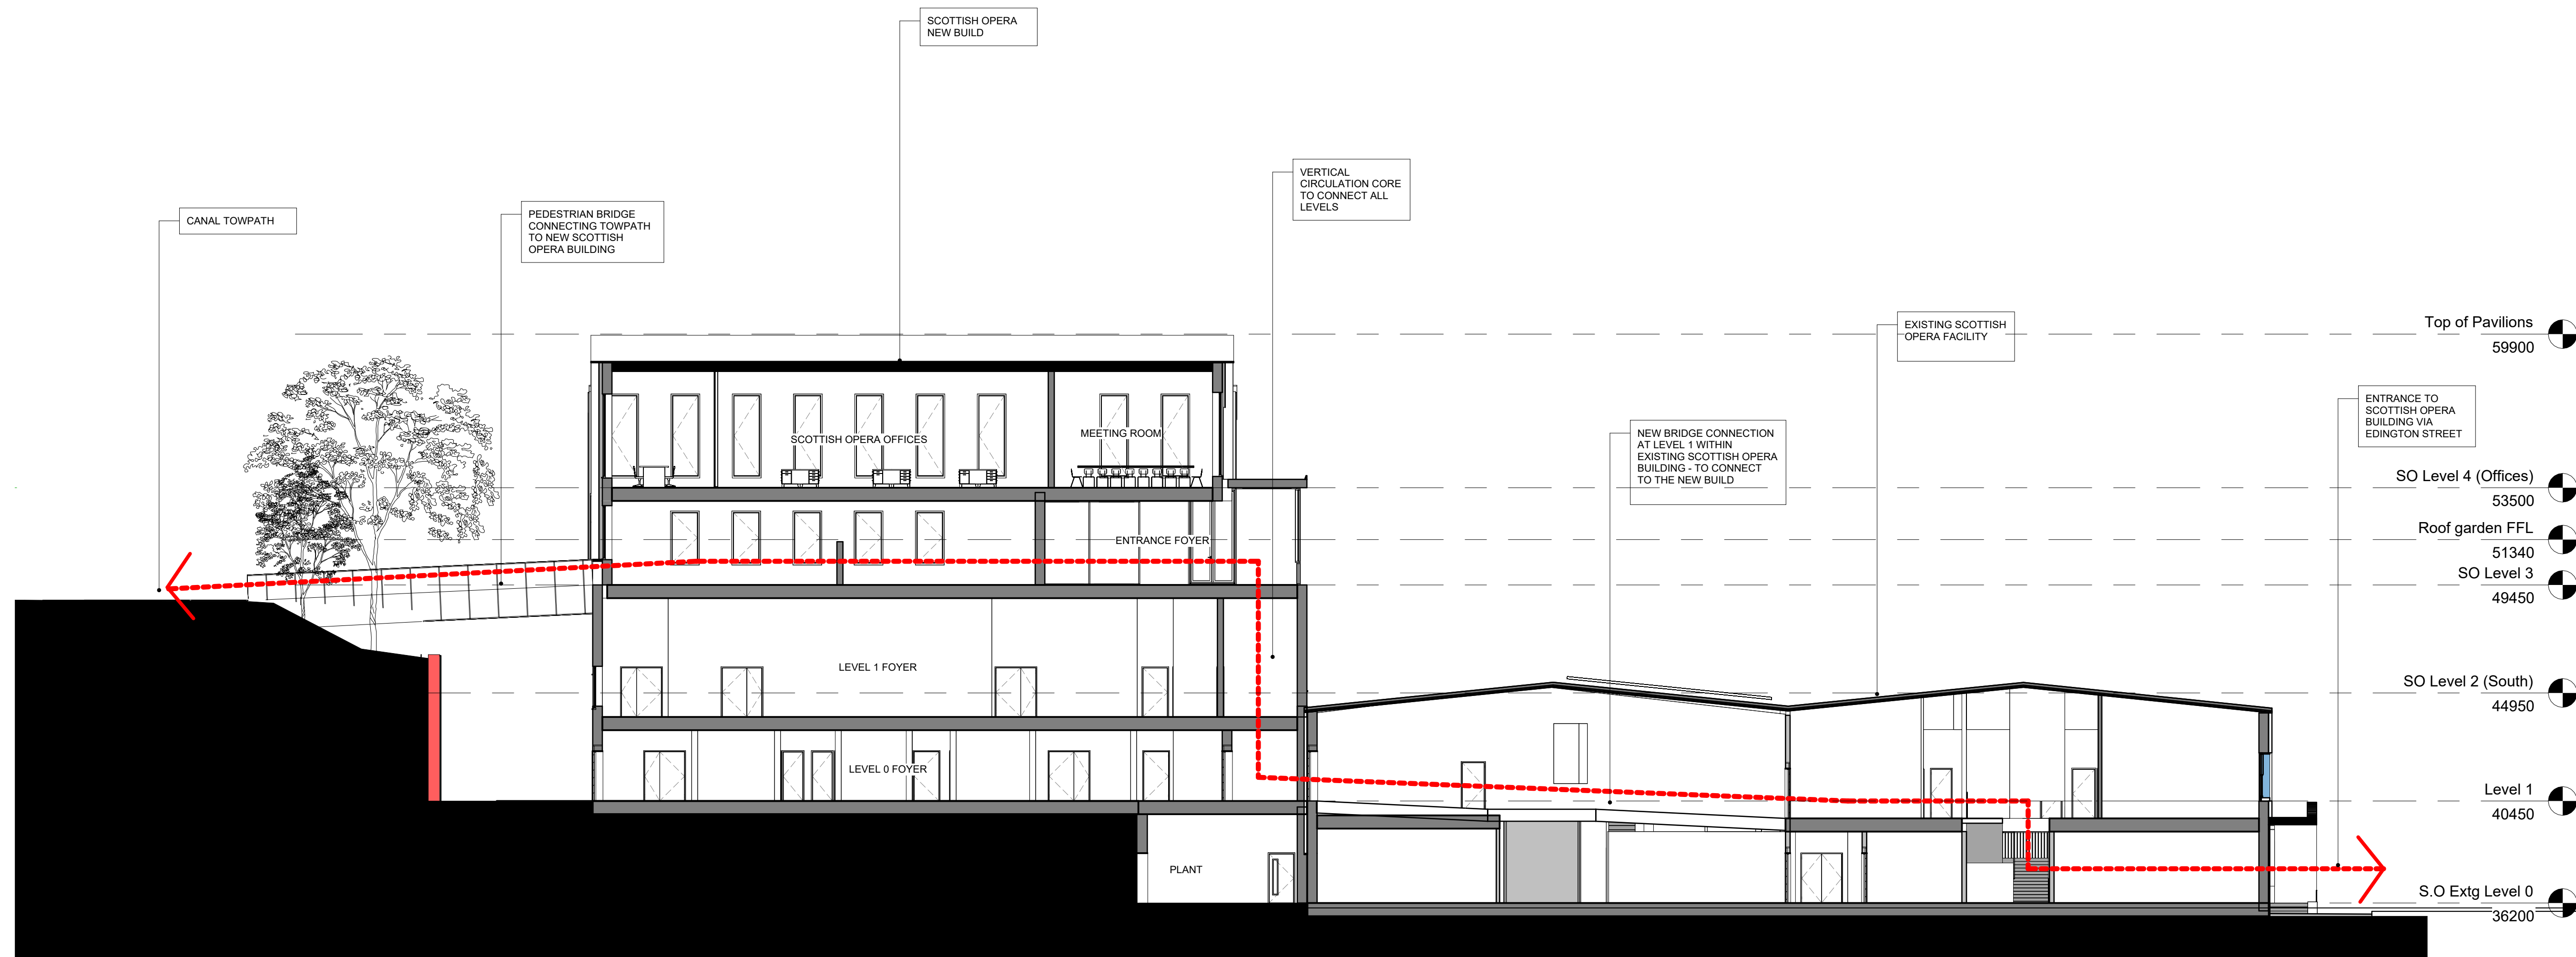 SCOTTISH OPERA
NEW BUILD
VERTICAL
CIRCULATION CORE
TO CONNECT ALL
LEVELS
CANAL TOWPATH
PEDESTRIAN BRIDGE
CONNECTING TOWPATH
TO NEW SCOTTISH
OPERA BUILDING
EXISTING SCOTTISH
OPERA FACILITY
Top of Pavilions
59900
ENTRANCE TO
SCOTTISH OPERA
BUILDING VIA
EDINGTON STREET
NEW BRIDGE CONNECTION
AT LEVEL 1 WITHIN
EXISTING SCOTTISH OPERA
BUILDING - TO CONNECT
TO THE NEW BUILD
SCOTTISH OPERA OFFICES
MEETING ROOM
SO Level 4 (Offices)
53500
ENTRANCE FOYER
Roof garden FFL
51340
SO Level 3
49450
LEVEL 1 FOYER
SO Level 2 (South)
44950
LEVEL 0 FOYER
Level 1
40450
PLANT
S.O Extg Level 0
36200